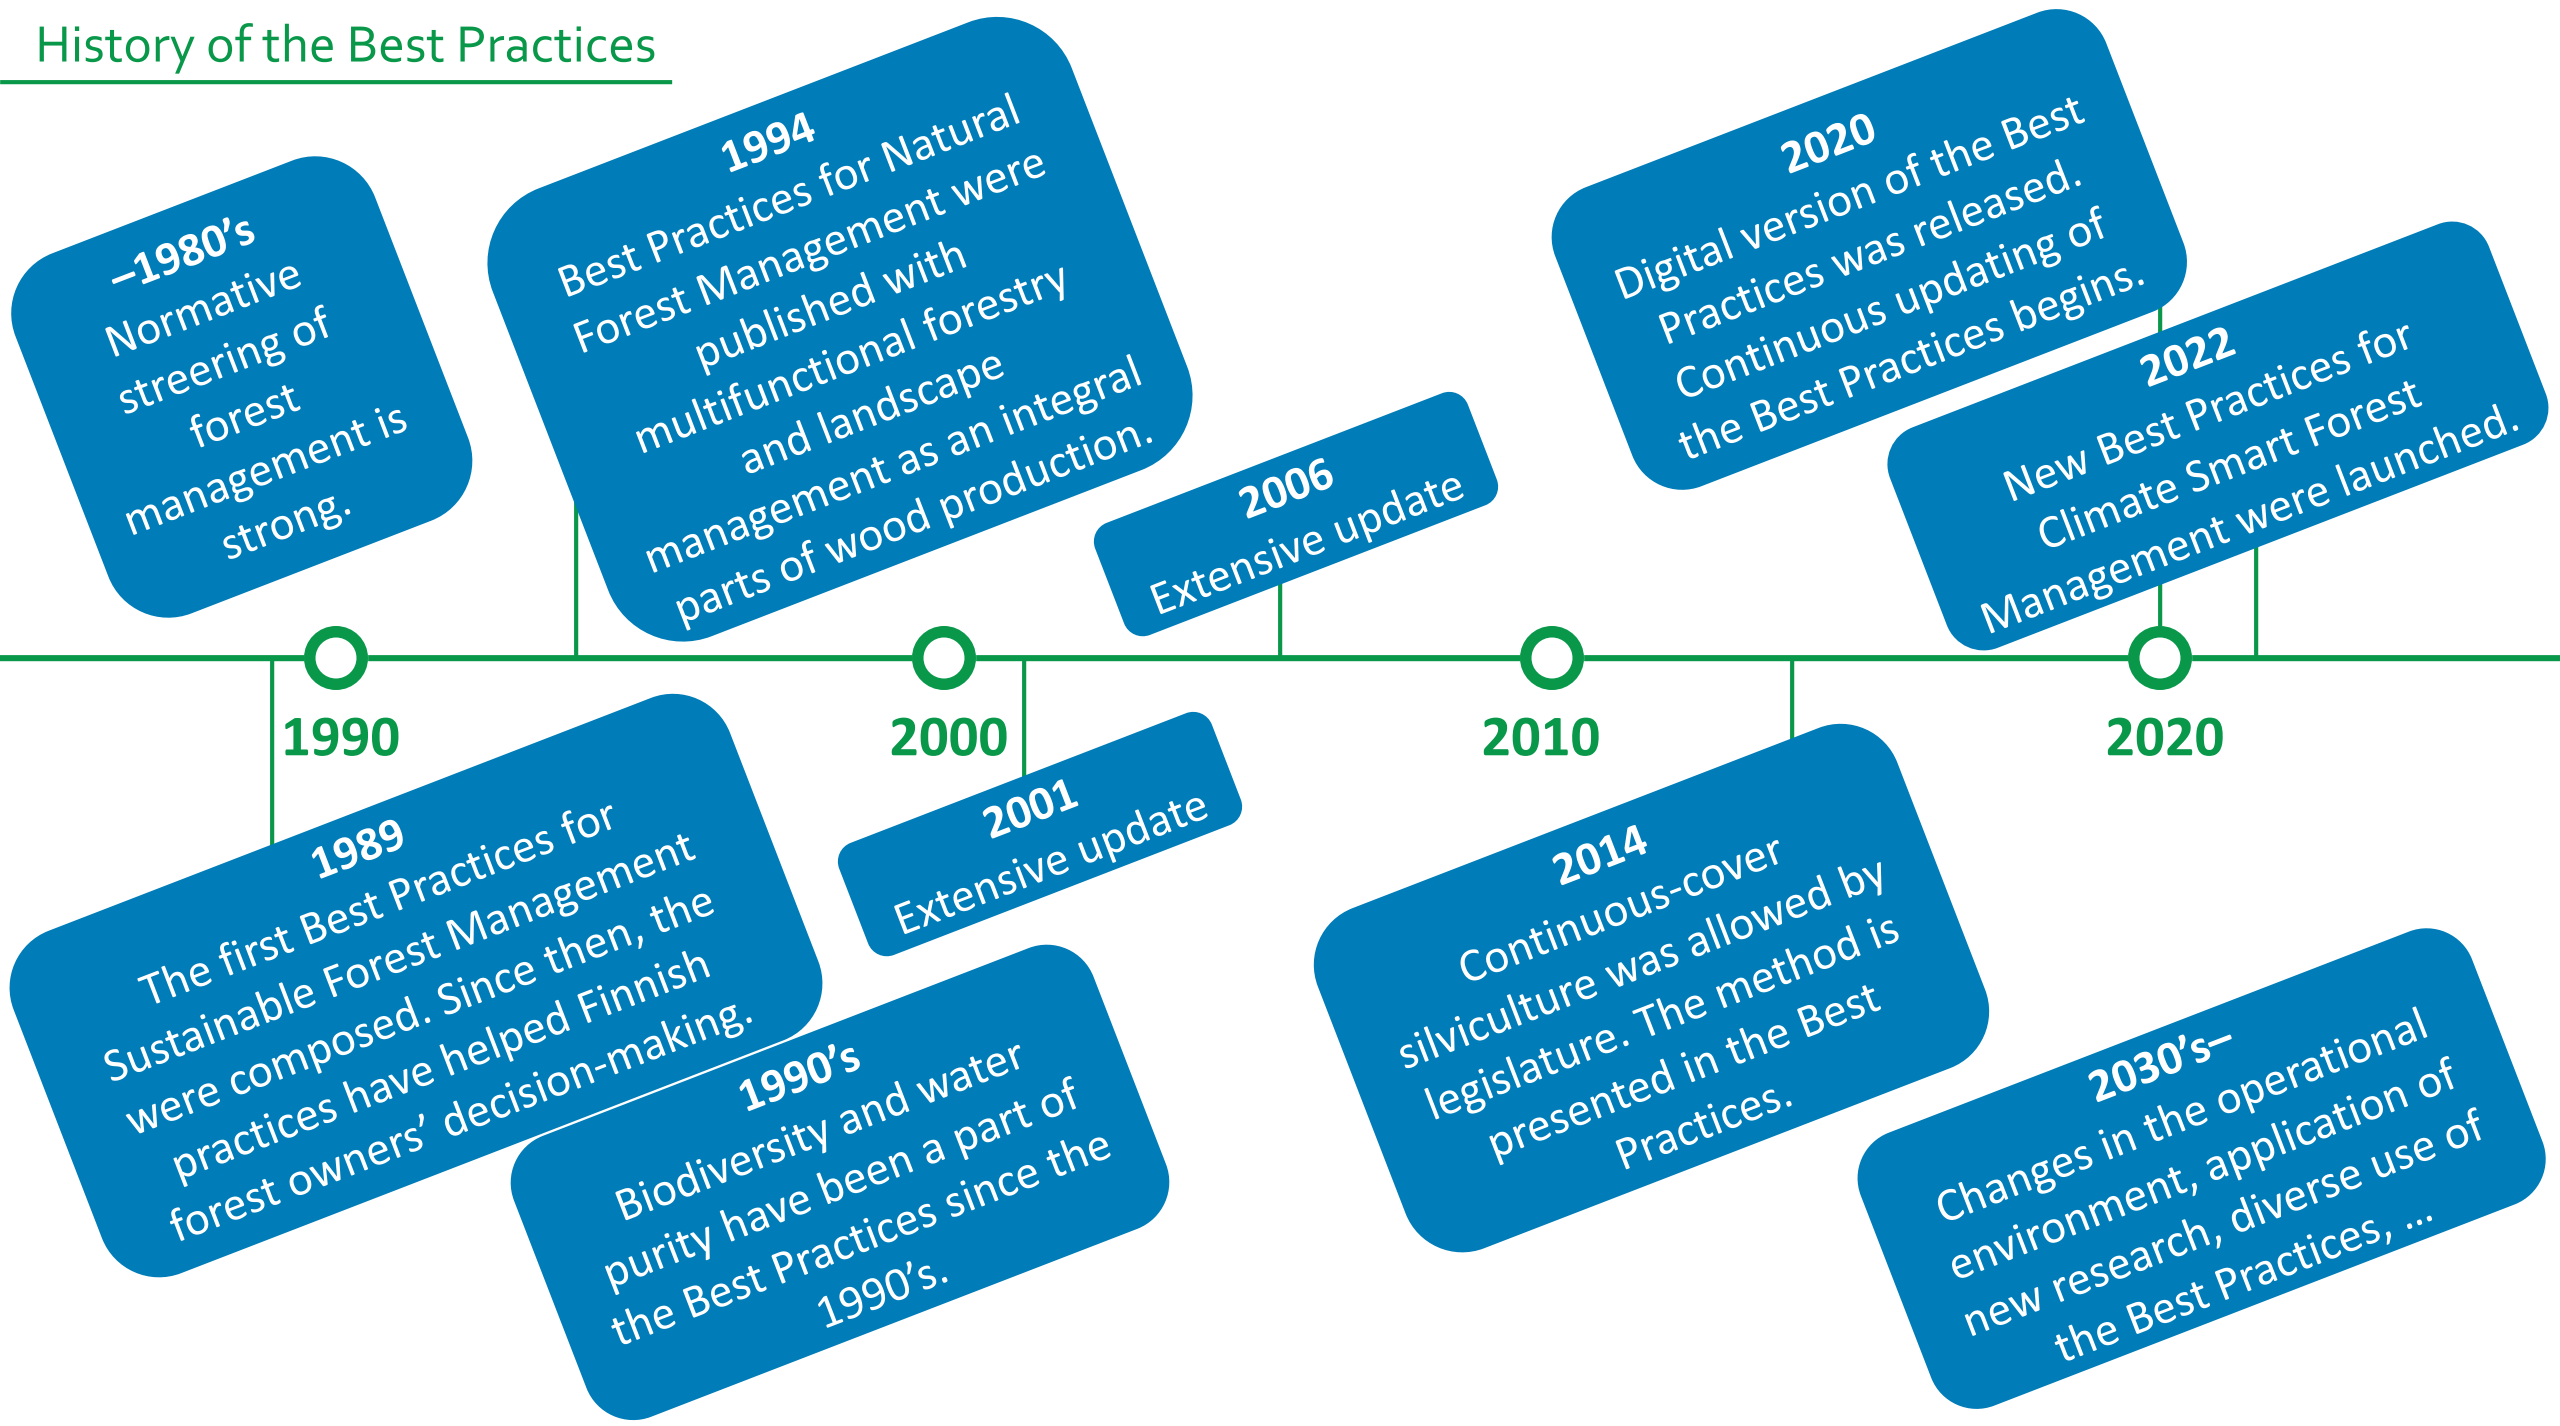 History of the Best Practices
–1980's
Normative
streering of
forest
management is
strong.
1994
Best Practices for Natural
Forest Management were
published with
multifunctional forestry
and landscape
management as an integral
parts of wood production.
2006
Extensive update
2020
Digital version of the Best
Practices was released.
Continuous updating of
the Best Practices begins.
2022
New Best Practices for
Climate Smart Forest
Management were launched.
1990
2000
2010
2020
1989
The first Best Practices for
Sustainable Forest Management
were composed. Since then, the
practices have helped Finnish
forest owners' decision-making.
1990's
Biodiversity and water
purity have been a part of
the Best Practices since the
1990's.
2001
Extensive update
2014
Continuous-cover
silviculture was allowed by
legislature. The method is
presented in the Best
Practices.
2030's–
Changes in the operational
environment, application of
new research, diverse use of
the Best Practices, ...